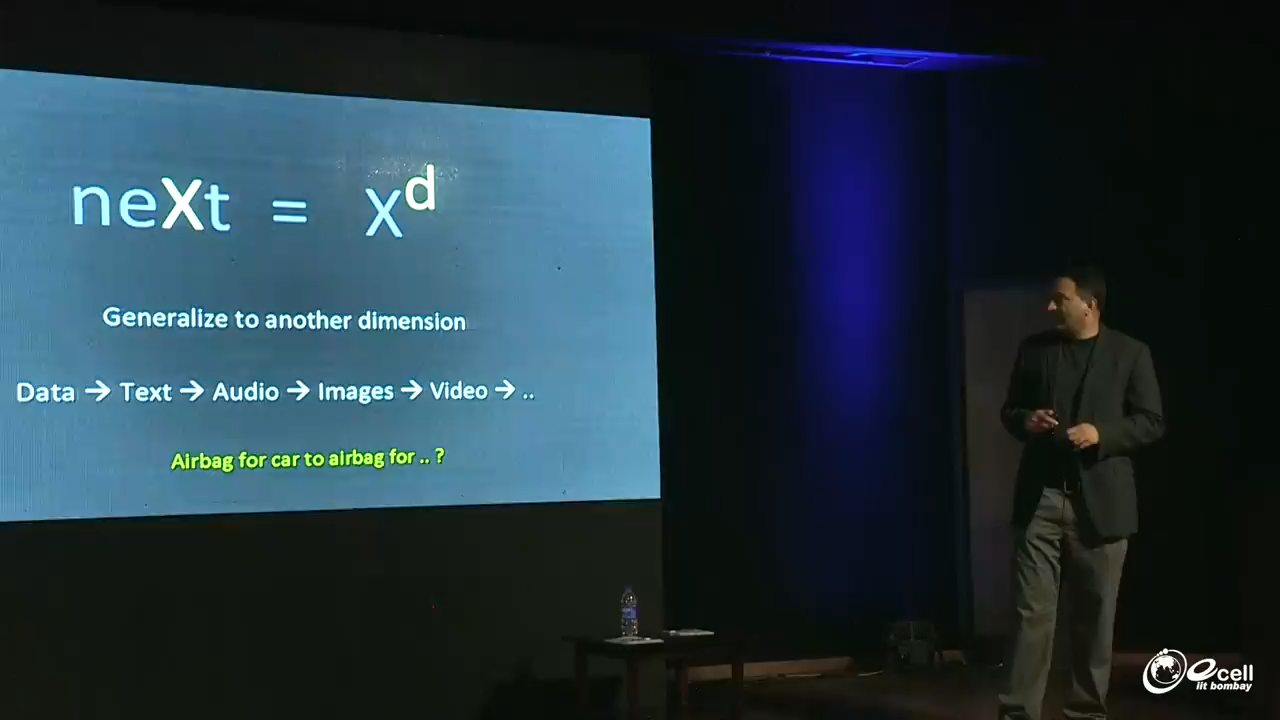 neXt = X^d
Generalize to another dimension
Data → Text → Audio → Images → Video → ..
Airbag for car to airbag for .. ?
ecell
iit bombay